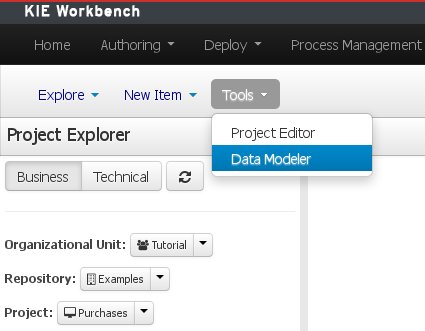 KIE Workbench
Home Authoring Deploy Process Management
Explore New Item Tools
Project Editor
Data Modeler
Project Explorer
Business Technical
Organizational Unit: Tutorial
Repository: Examples
Project: Purchases